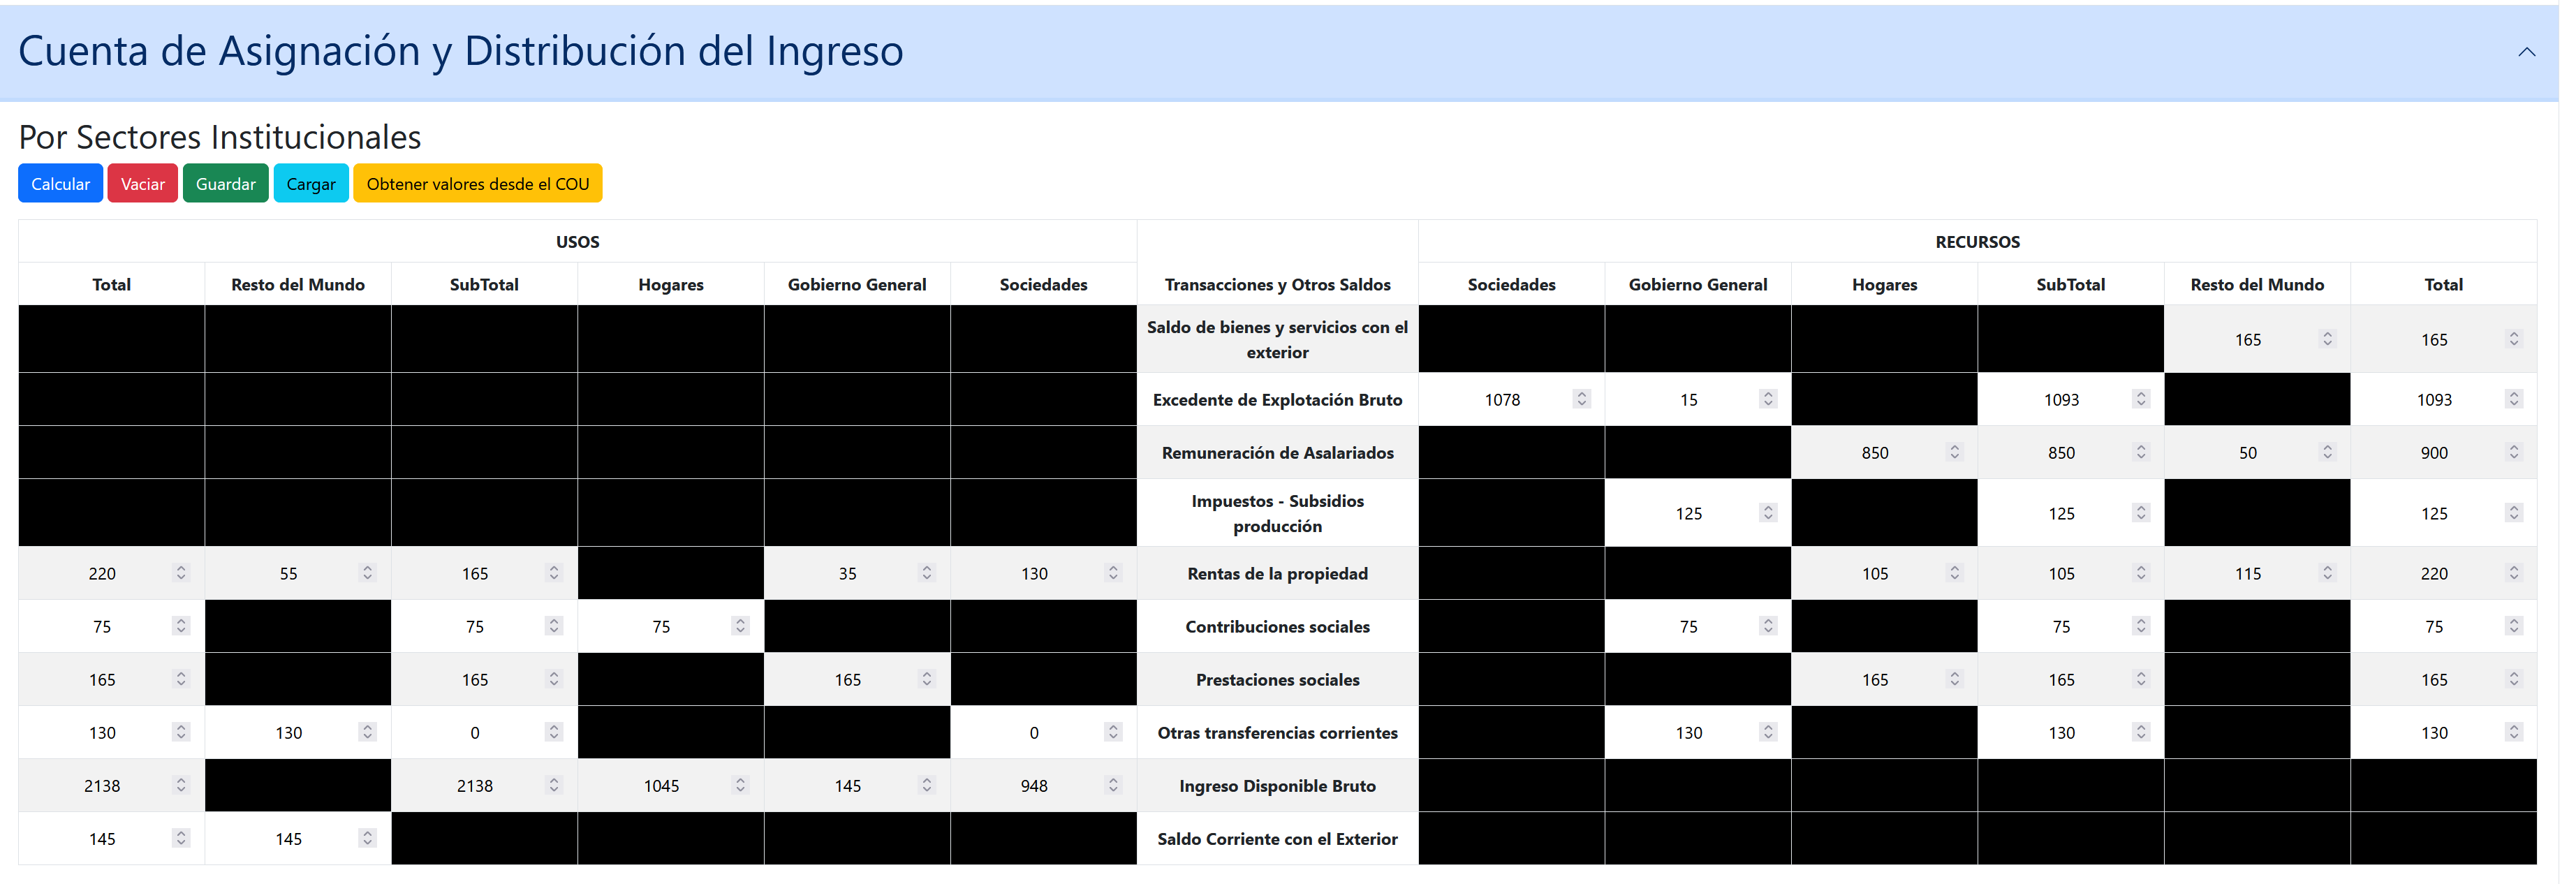 Cuenta de Asignación y Distribución del Ingreso
Por Sectores Institucionales
Calcular Vaciar Guardar Cargar Obtener valores desde el COU
USOS RECURSOS
Total Resto del Mundo SubTotal Hogares Gobierno General Sociedades Transacciones y Otros Saldos Sociedades Gobierno General Hogares SubTotal Resto del Mundo Total
Saldo de bienes y servicios con el
exterior 165 165
Excedente de Explotación Bruto 1078 15 1093 1093
Remuneración de Asalariados 850 850 50 900
Impuestos - Subsidios
producción 125 125 125
220 55 165 35 130 Rentas de la propiedad 105 105 115 220
75 75 75 Contribuciones sociales 75 75 75
165 165 165 Prestaciones sociales 165 165 165
130 130 0 0 Otras transferencias corrientes 130 130 130
2138 2138 1045 145 948 Ingreso Disponible Bruto
145 145 Saldo Corriente con el Exterior